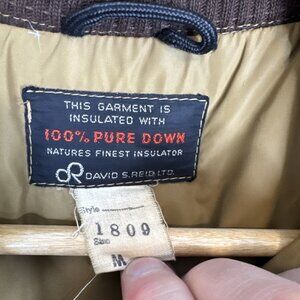 THIS GARMENT IS
INSULATED WITH
100% PURE DOWN
NATURES FINEST INSULATOR
DAVID S. REID LTD.
Style
1809
Size
M